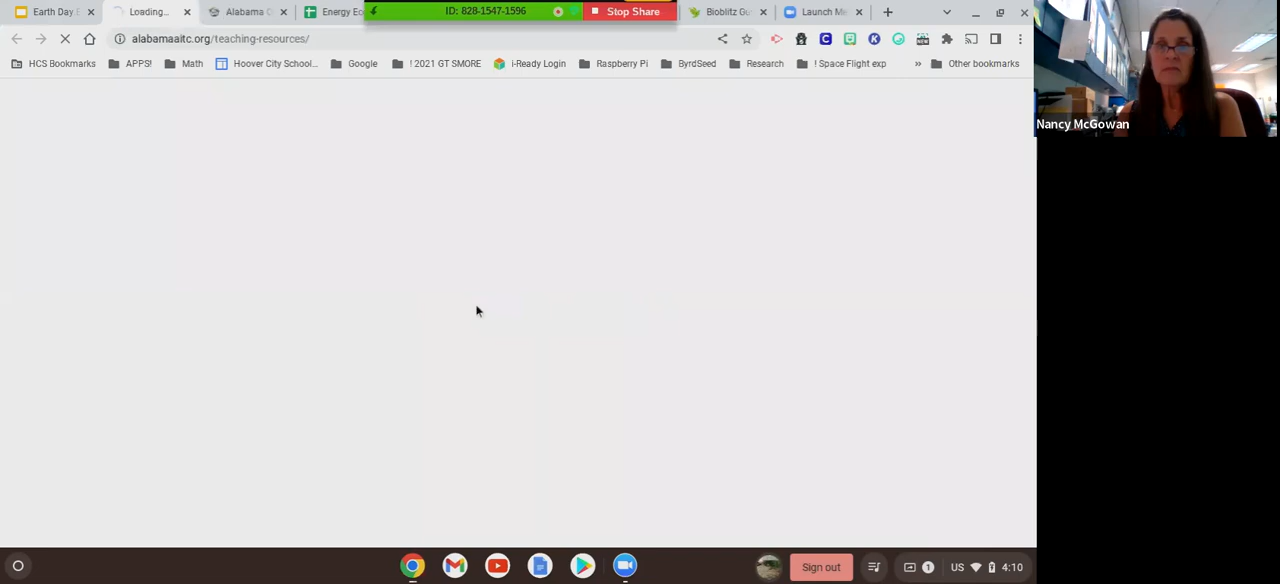 Earth Day E
Loading...
Alabama C
Energy Ec
ID: 828-1547-1596
Stop Share
Bioblitz Gu
Launch Me
alabamaaitc.org/teaching-resources/
HCS Bookmarks
APPS!
Math
Hoover City School...
Google
! 2021 GT SMORE
i-Ready Login
Raspberry Pi
ByrdSeed
Research
! Space Flight exp
»
Other bookmarks
Nancy McGowan
Sign out
1
US
4:10